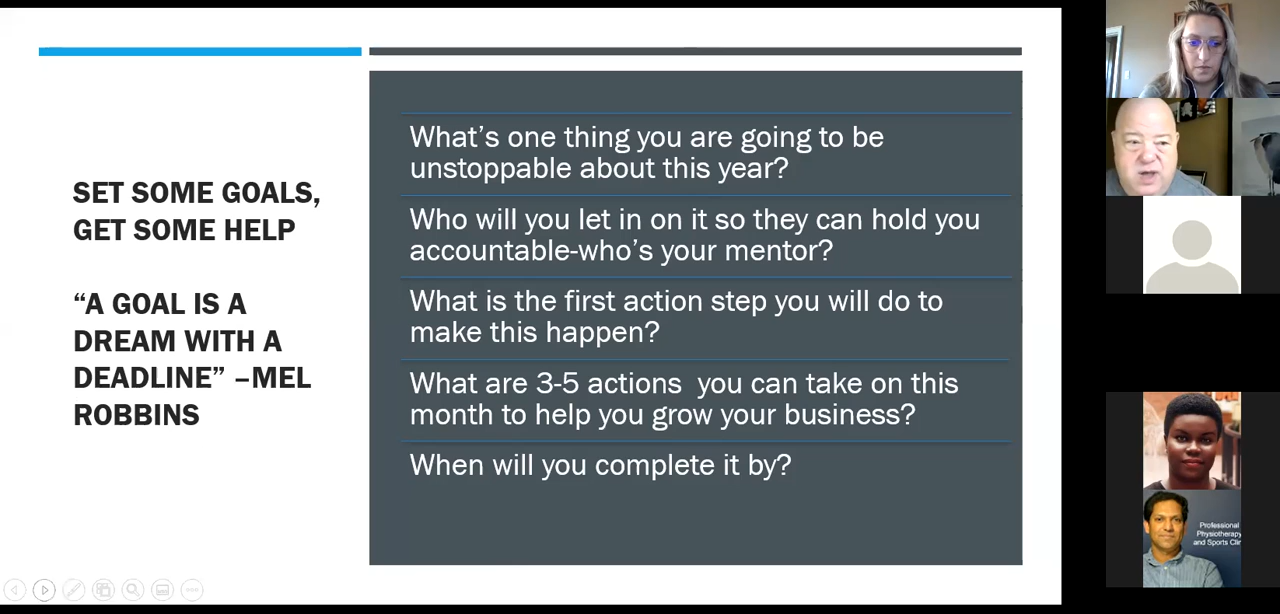 SET SOME GOALS,
GET SOME HELP
“A GOAL IS A
DREAM WITH A
DEADLINE” –MEL
ROBBINS
What’s one thing you are going to be
unstoppable about this year?
Who will you let in on it so they can hold you
accountable-who’s your mentor?
What is the first action step you will do to
make this happen?
What are 3-5 actions  you can take on this
month to help you grow your business?
When will you complete it by?
Professional
Physiotherapy
and Sports Clin